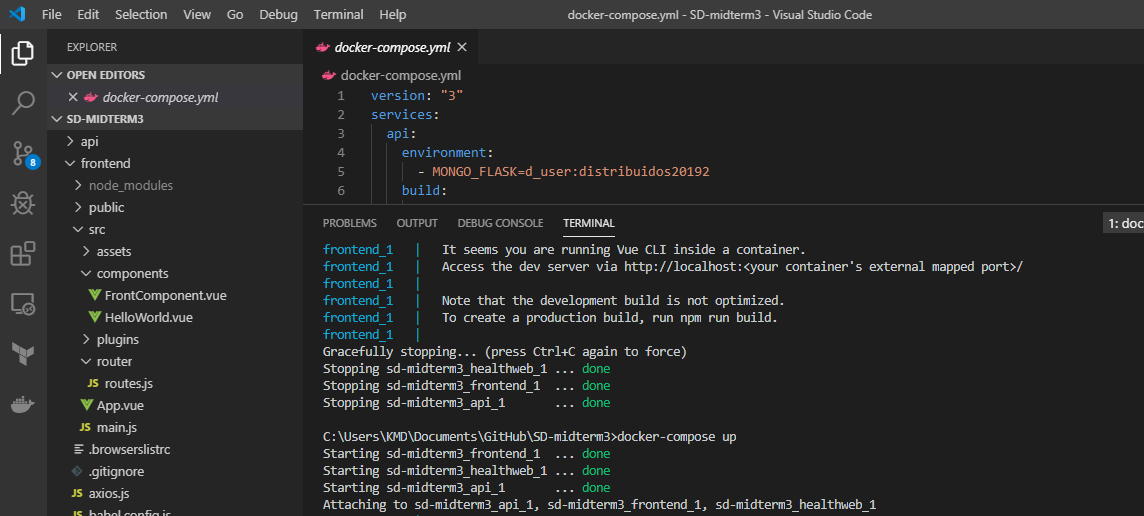 File Edit Selection View Go Debug Terminal Help docker-compose.yml - SD-midterm3 - Visual Studio Code
EXPLORER
OPEN EDITORS
docker-compose.yml
SD-MIDTERM3
api
frontend
node_modules
public
src
assets
components
FrontComponent.vue
HelloWorld.vue
plugins
router
JS routes.js
App.vue
JS main.js
.browserslistrc
.gitignore
JS axios.js
babel.config.js
8
docker-compose.yml
docker-compose.yml
1 version: "3"
2 services:
3 api:
4 environment:
5 - MONGO_FLASK=d_user:distribuidos20192
6 build:
PROBLEMS OUTPUT DEBUG CONSOLE TERMINAL 1: doc
frontend_1 | It seems you are running Vue CLI inside a container.
frontend_1 | Access the dev server via http://localhost:<your container's external mapped port>/
frontend_1 |
frontend_1 | Note that the development build is not optimized.
frontend_1 | To create a production build, run npm run build.
frontend_1 |
Gracefully stopping... (press Ctrl+C again to force)
Stopping sd-midterm3_healthweb_1 ... done
Stopping sd-midterm3_frontend_1 ... done
Stopping sd-midterm3_api_1 ... done
C:\Users\KMD\Documents\GitHub\SD-midterm3>docker-compose up
Starting sd-midterm3_frontend_1 ... done
Starting sd-midterm3_healthweb_1 ... done
Starting sd-midterm3_api_1 ... done
Attaching to sd-midterm3_api_1, sd-midterm3_frontend_1, sd-midterm3_healthweb_1